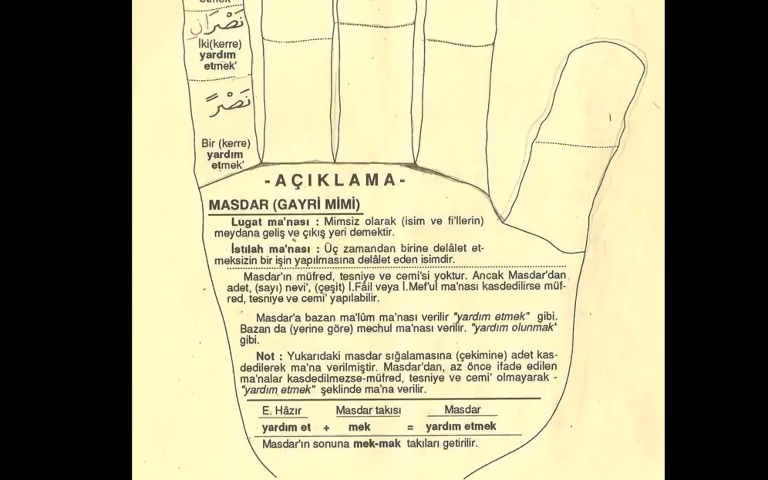 etmek'
نَصْرَانِ
İki(kerre)
yardım
etmek'
نَصْرً
Bir (kerre)
yardım
etmek'
-AÇIKLAMA-
MASDAR (GAYRİ MİMİ)
Lugat ma'nası : Mimsiz olarak (isim ve fi'llerin)
meydana geliş ve çıkış yeri demektir.
İstılah ma'nası : Üç zamandan birine delâlet et-
meksizin bir işin yapılmasına delâlet eden isimdir.
Masdar'ın müfred, tesniye ve cemi'si yoktur. Ancak Masdar'dan
adet, (sayı) nevi', (çeşit) İ.Fâil veya İ.Mef'ul ma'nası kasdedilirse müf-
red, tesniye ve cemi' yapılabilir.
Masdar'a bazan ma'lûm ma'nası verilir "yardım etmek" gibi.
Bazan da (yerine göre) mechul ma'nası verilir. "yardım olunmak"
gibi.
Not : Yukarıdaki masdar sığalamasına (çekimine) adet kas-
dedilerek ma'na verilmiştir. Masdar'dan, az önce ifade edilen
ma'nalar kasdedilmezse-müfred, tesniye ve cemi' olmayarak -
"yardım etmek" şeklinde ma'na verilir.
E. Hâzır Masdar takısı Masdar
yardım et + mek = yardım etmek
Masdar'ın sonuna mek-mak takıları getirilir.